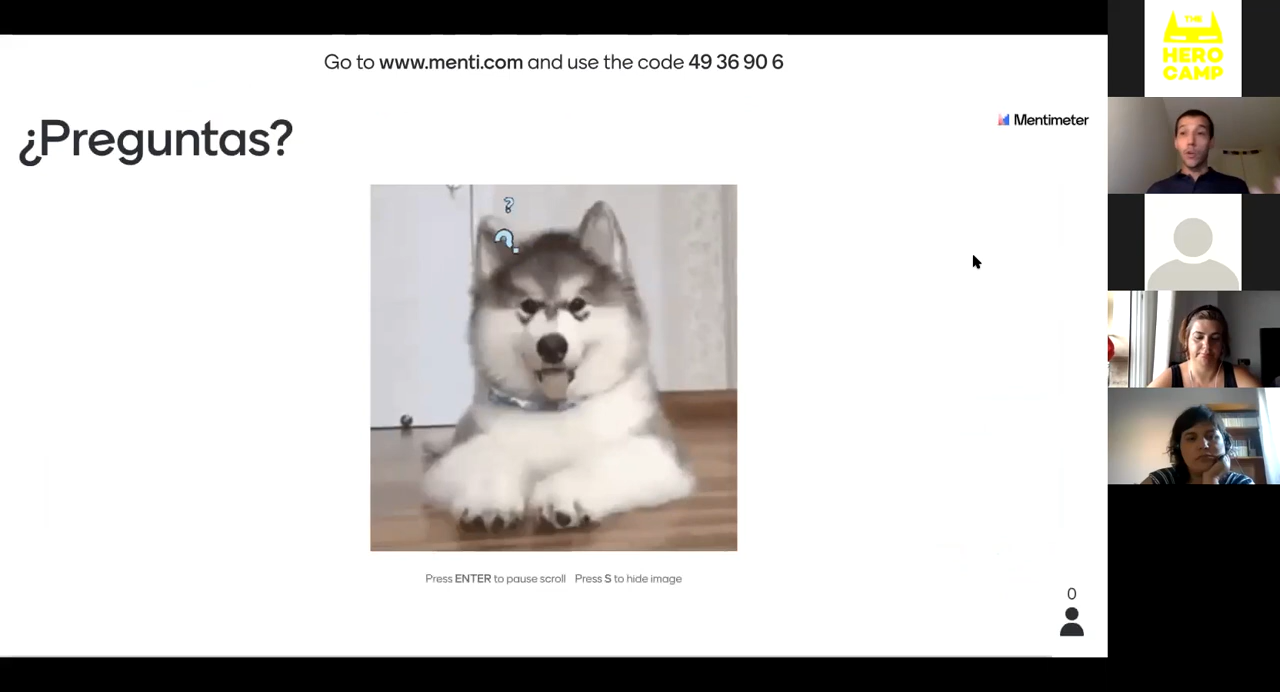 Go to www.menti.com and use the code 49 36 90 6
¿Preguntas?
Mentimeter
?
?
Press ENTER to pause scroll Press S to hide image
0
THE
HERO
CAMP